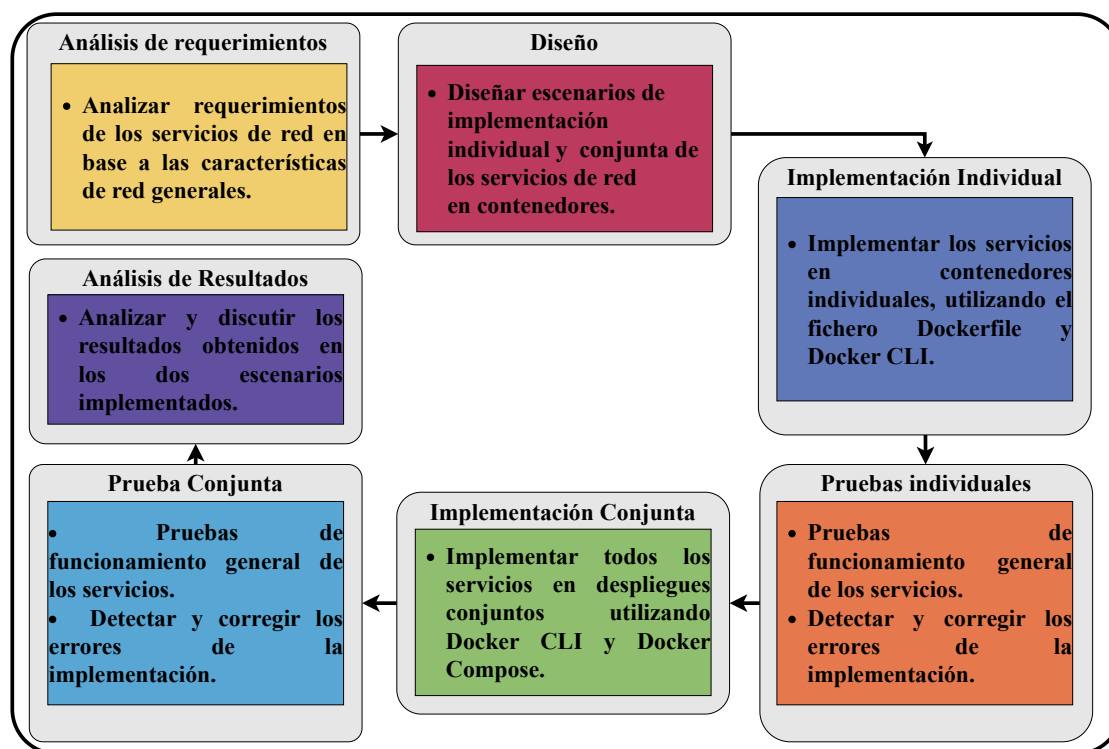 Análisis de requerimientos
• Analizar requerimientos
de los servicios de red en
base a las características
de red generales.
Diseño
• Diseñar escenarios de
implementación
individual y conjunta de
los servicios de red
en contenedores.
Implementación Individual
• Implementar los servicios
en contenedores
individuales, utilizando el
fichero Dockerfile y
Docker CLI.
Pruebas individuales
• Pruebas de
funcionamiento general
de los servicios.
• Detectar y corregir los
errores de la
implementación.
Implementación Conjunta
• Implementar todos los
servicios en despliegues
conjuntos utilizando
Docker CLI y Docker
Compose.
Prueba Conjunta
• Pruebas de
funcionamiento general de
los servicios.
• Detectar y corregir los
errores de la
implementación.
Análisis de Resultados
• Analizar y discutir los
resultados obtenidos en
los dos escenarios
implementados.